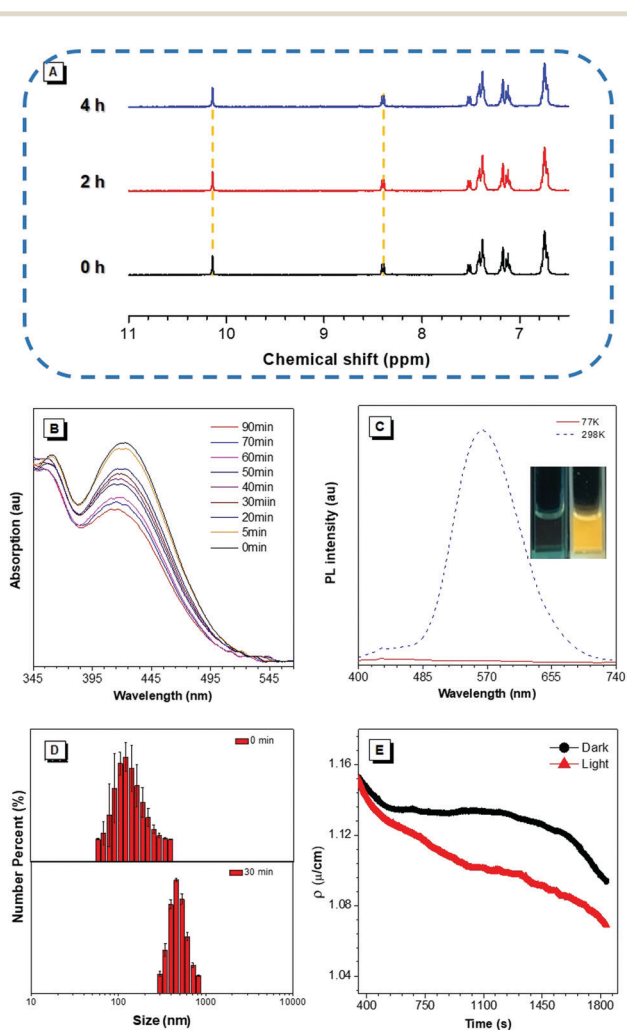 A
4 h
2 h
0 h
11 10 9 8 7
Chemical shift (ppm)
B
90min
70min
60min
50min
40min
30miin
20min
5min
0min
Absorption (au)
345 395 445 495 545
Wavelength (nm)
C
77K
298K
PL intensity (au)
400 485 570 655 740
Wavelength (nm)
D
0 min
30 min
Number Percent (%)
10 100 1000 10000
Size (nm)
E
Dark
Light
1.16
1.12
1.08
1.04
ρ (μ/cm)
400 750 1100 1450 1800
Time (s)